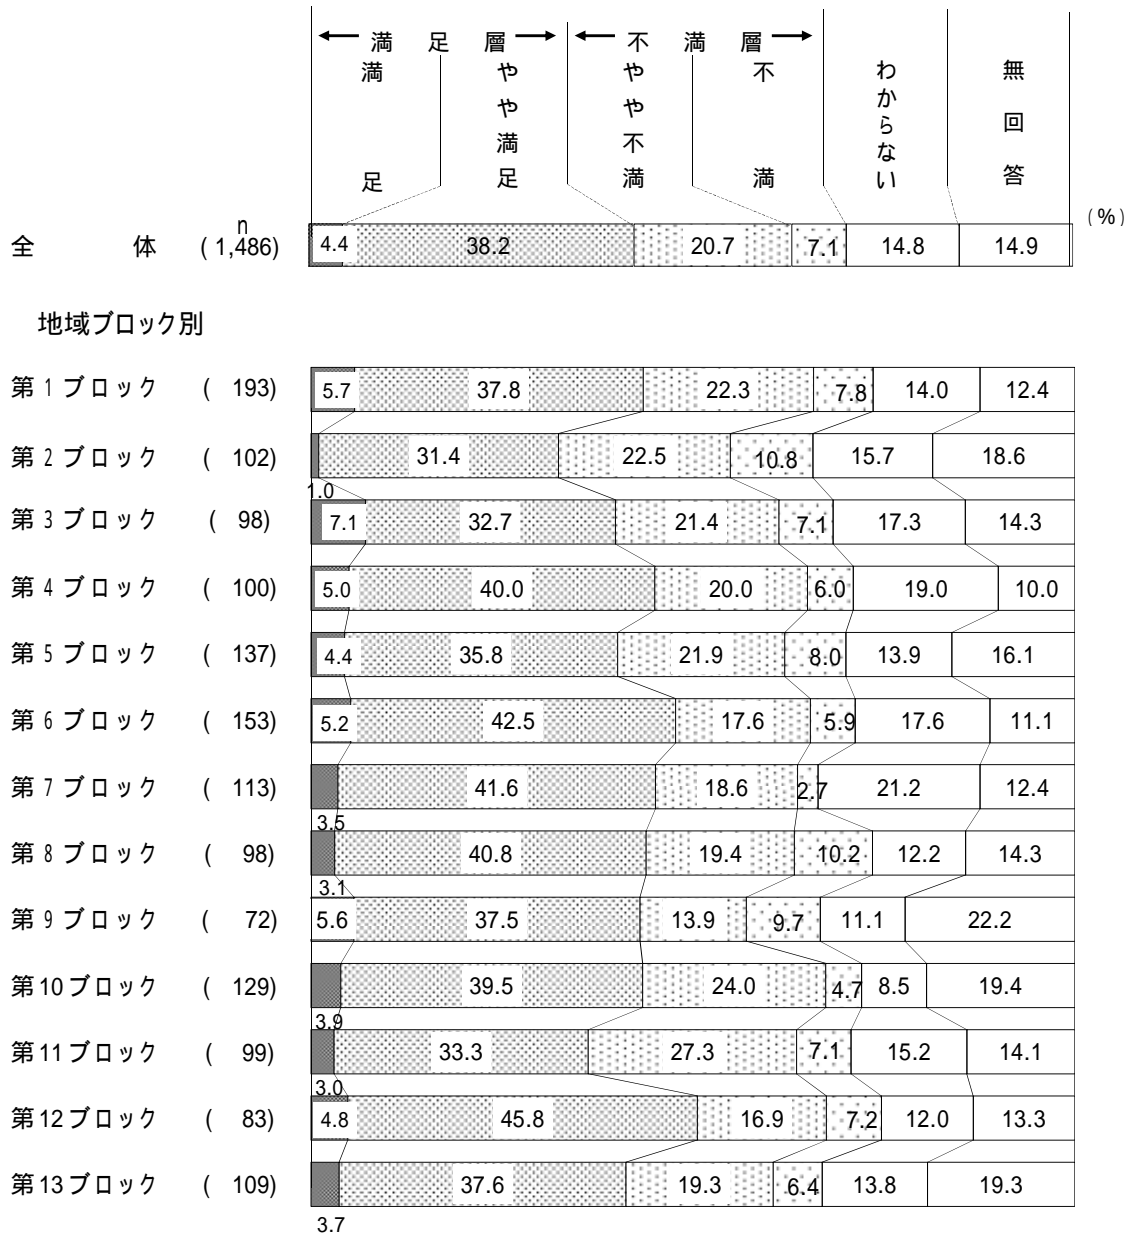 ← 満 足 層 → ← 不 満 層 →
満足 やや満足 やや不満 不満 わからない 無回答
(%)
n
全 体 (1,486) 4.4 38.2 20.7 7.1 14.8 14.9
地域ブロック別
第1ブロック ( 193) 5.7 37.8 22.3 7.8 14.0 12.4
第2ブロック ( 102) 31.4 22.5 10.8 15.7 18.6
1.0
第3ブロック ( 98) 7.1 32.7 21.4 7.1 17.3 14.3
第4ブロック ( 100) 5.0 40.0 20.0 6.0 19.0 10.0
第5ブロック ( 137) 4.4 35.8 21.9 8.0 13.9 16.1
第6ブロック ( 153) 5.2 42.5 17.6 5.9 17.6 11.1
第7ブロック ( 113) 41.6 18.6 2.7 21.2 12.4
3.5
第8ブロック ( 98) 40.8 19.4 10.2 12.2 14.3
3.1
第9ブロック ( 72) 5.6 37.5 13.9 9.7 11.1 22.2
第10ブロック ( 129) 39.5 24.0 4.7 8.5 19.4
3.9
第11ブロック ( 99) 33.3 27.3 7.1 15.2 14.1
3.0
第12ブロック ( 83) 4.8 45.8 16.9 7.2 12.0 13.3
第13ブロック ( 109) 37.6 19.3 6.4 13.8 19.3
3.7